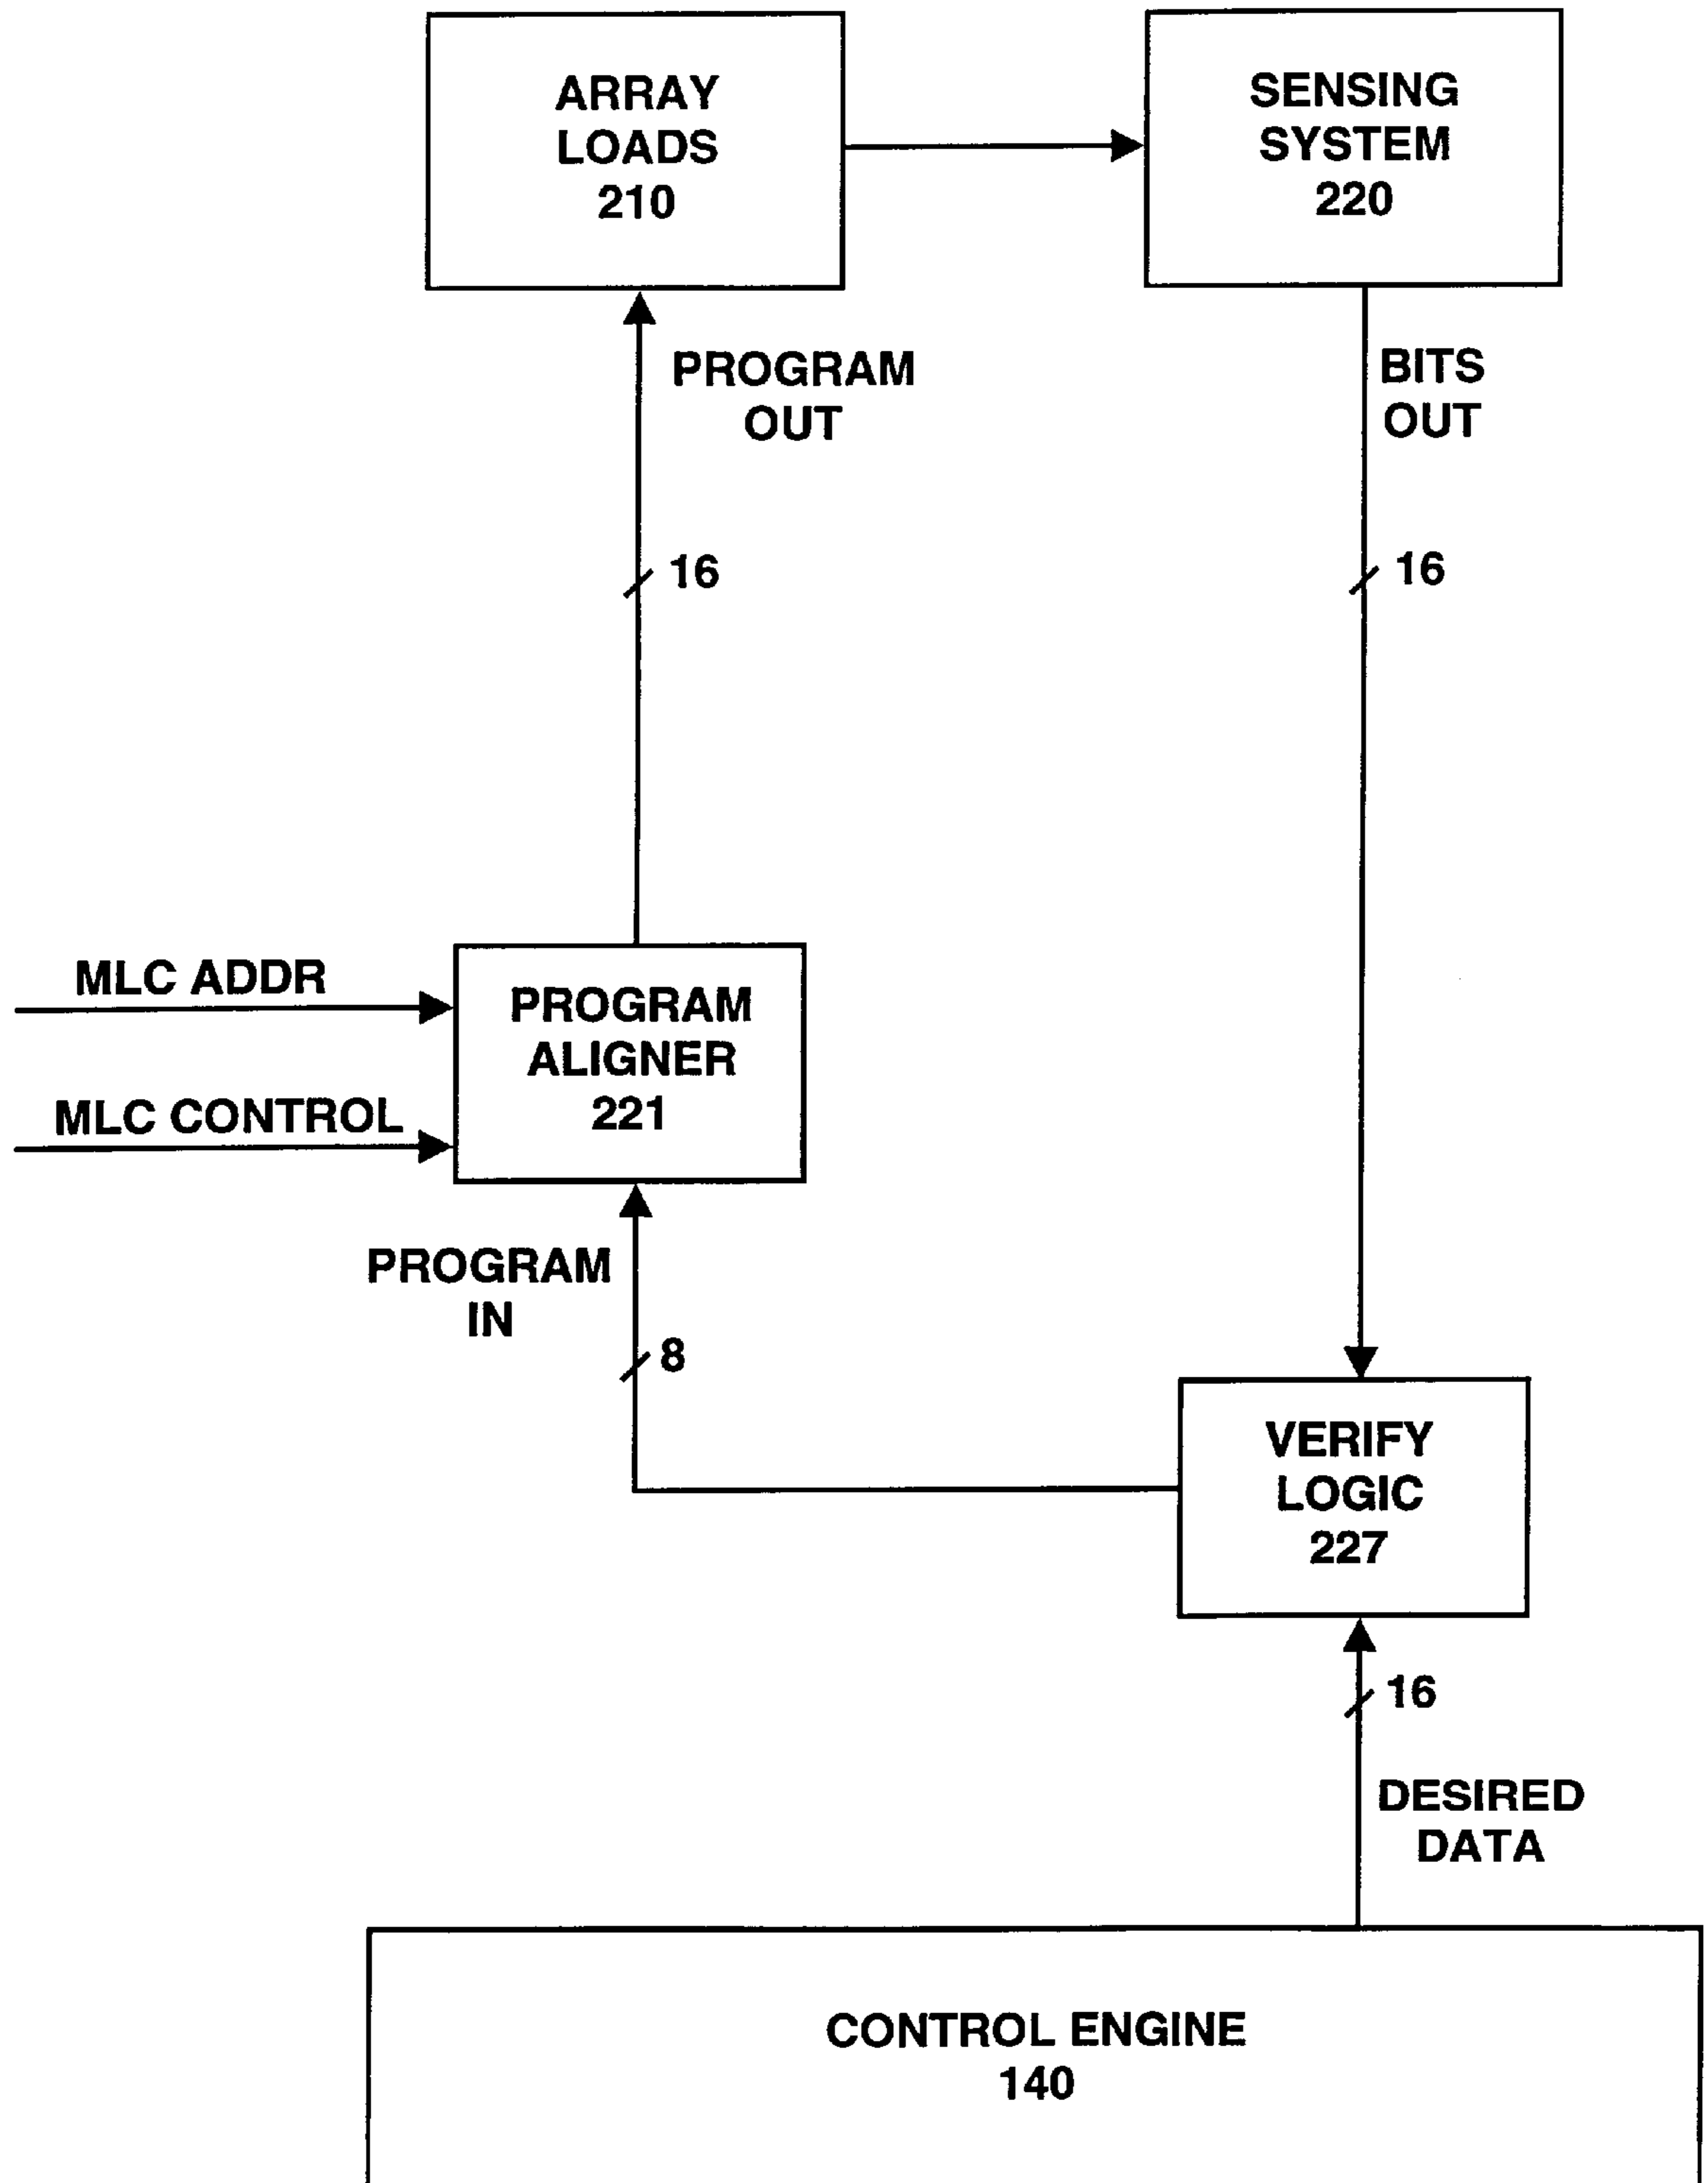 ARRAY
LOADS
210
SENSING
SYSTEM
220
PROGRAM
OUT
BITS
OUT
16
16
MLC ADDR
PROGRAM
ALIGNER
221
MLC CONTROL
PROGRAM
IN
8
VERIFY
LOGIC
227
16
DESIRED
DATA
CONTROL ENGINE
140